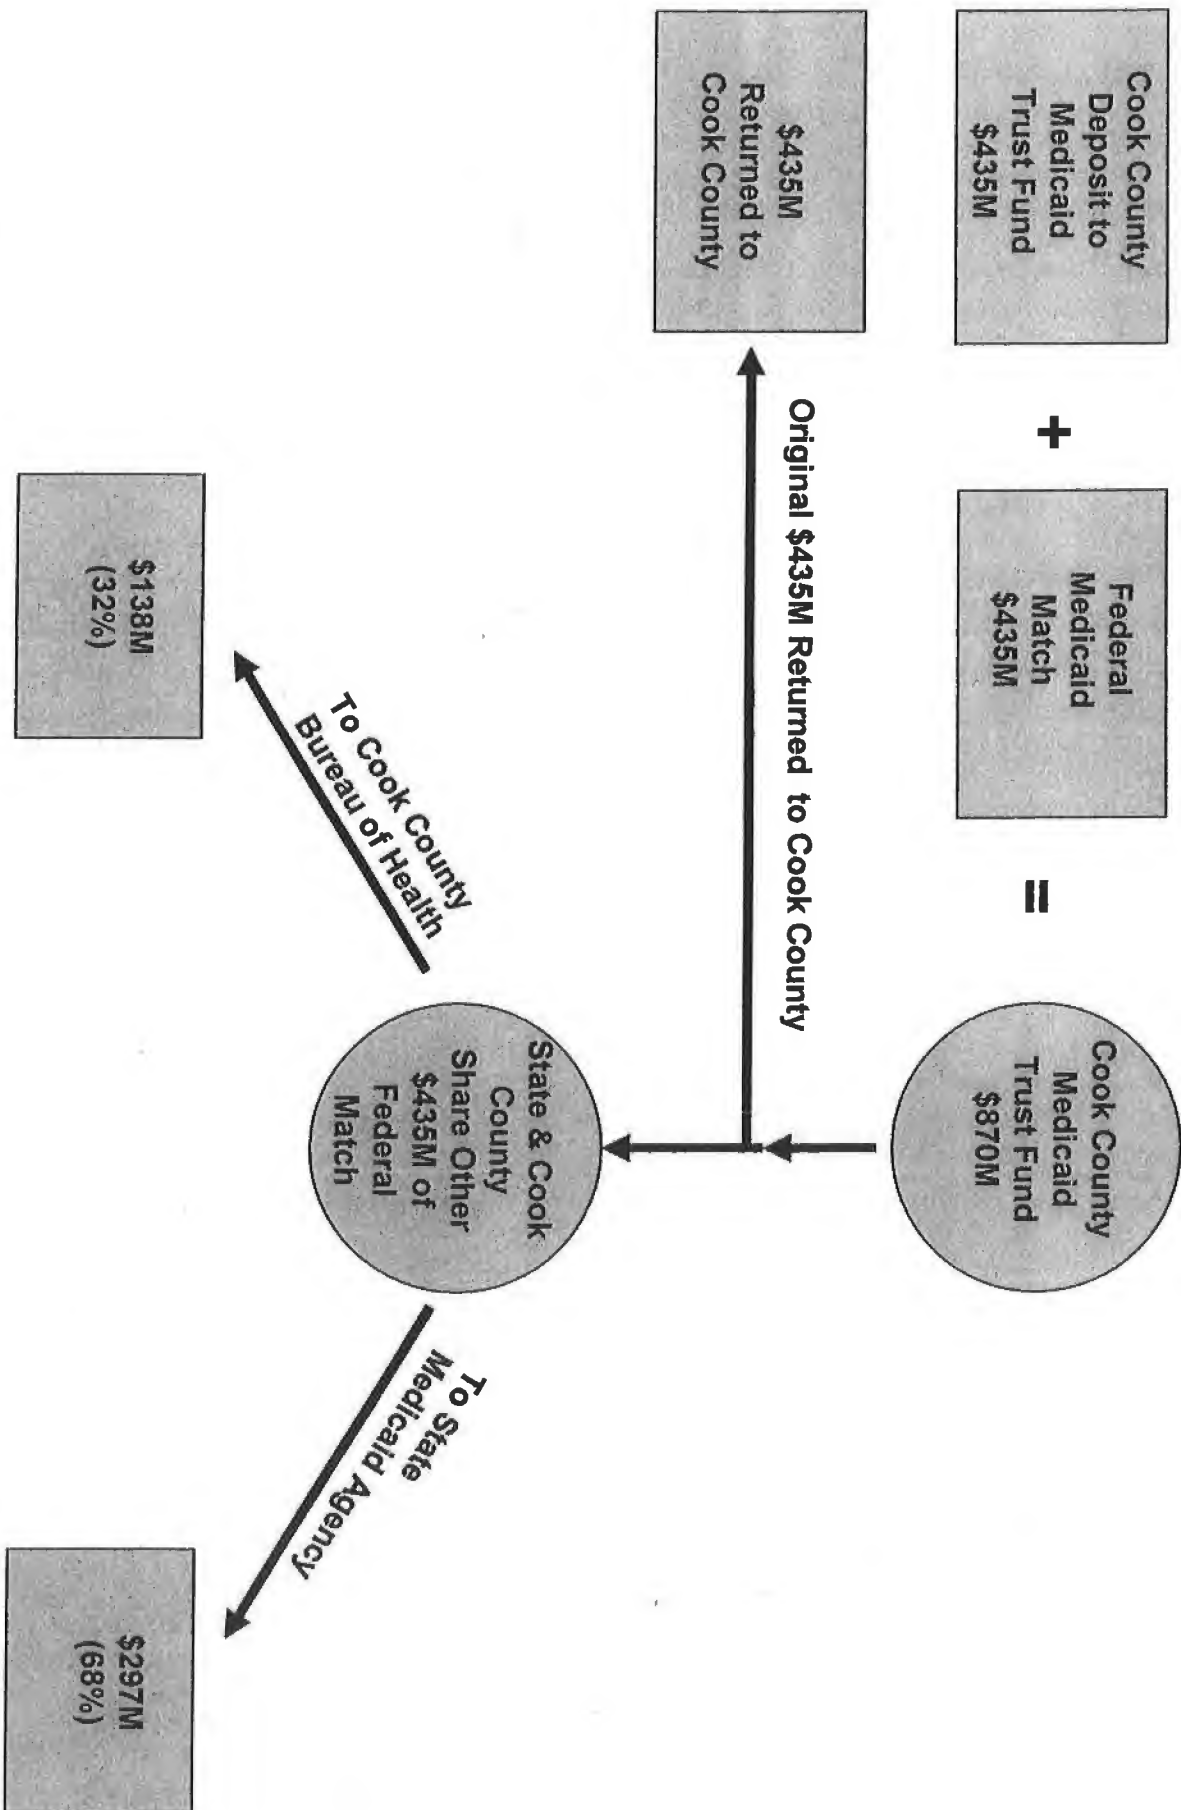 Cook County
Deposit to
Medicaid
Trust Fund
$435M
+
Federal
Medicaid
Match
$435M
=
Cook County
Medicaid
Trust Fund
$870M
Original $435M Returned to Cook County
$435M
Returned to
Cook County
State & Cook
County
Share Other
$435M of
Federal
Match
To Cook County
Bureau of Health
To State
Medicaid Agency
$138M
(32%)
$297M
(68%)